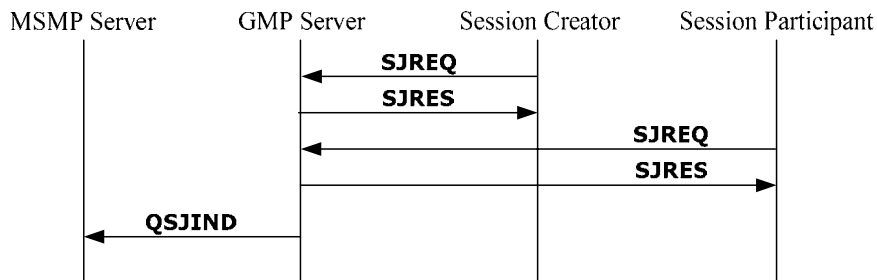 MSMP Server GMP Server Session Creator Session Participant
SJREQ
SJRES
SJREQ
SJRES
QSJIND